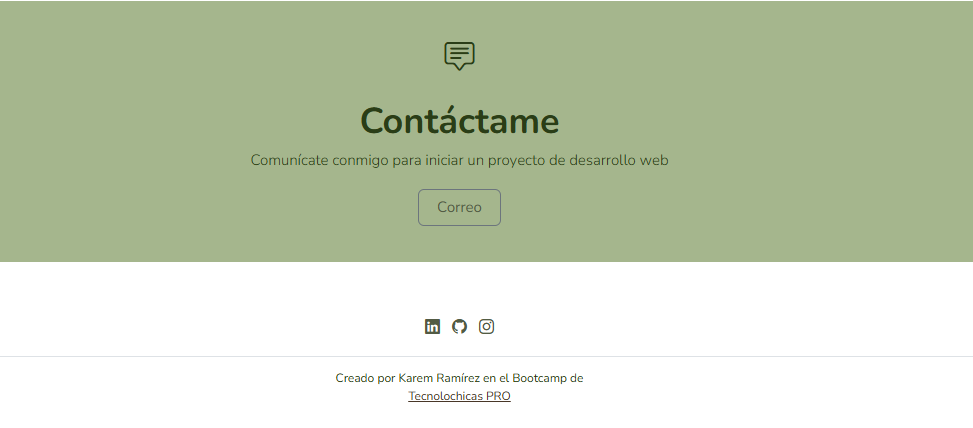 Contáctame
Comunícate conmigo para iniciar un proyecto de desarrollo web
Correo
Creado por Karem Ramírez en el Bootcamp de
Tecnolochicas PRO